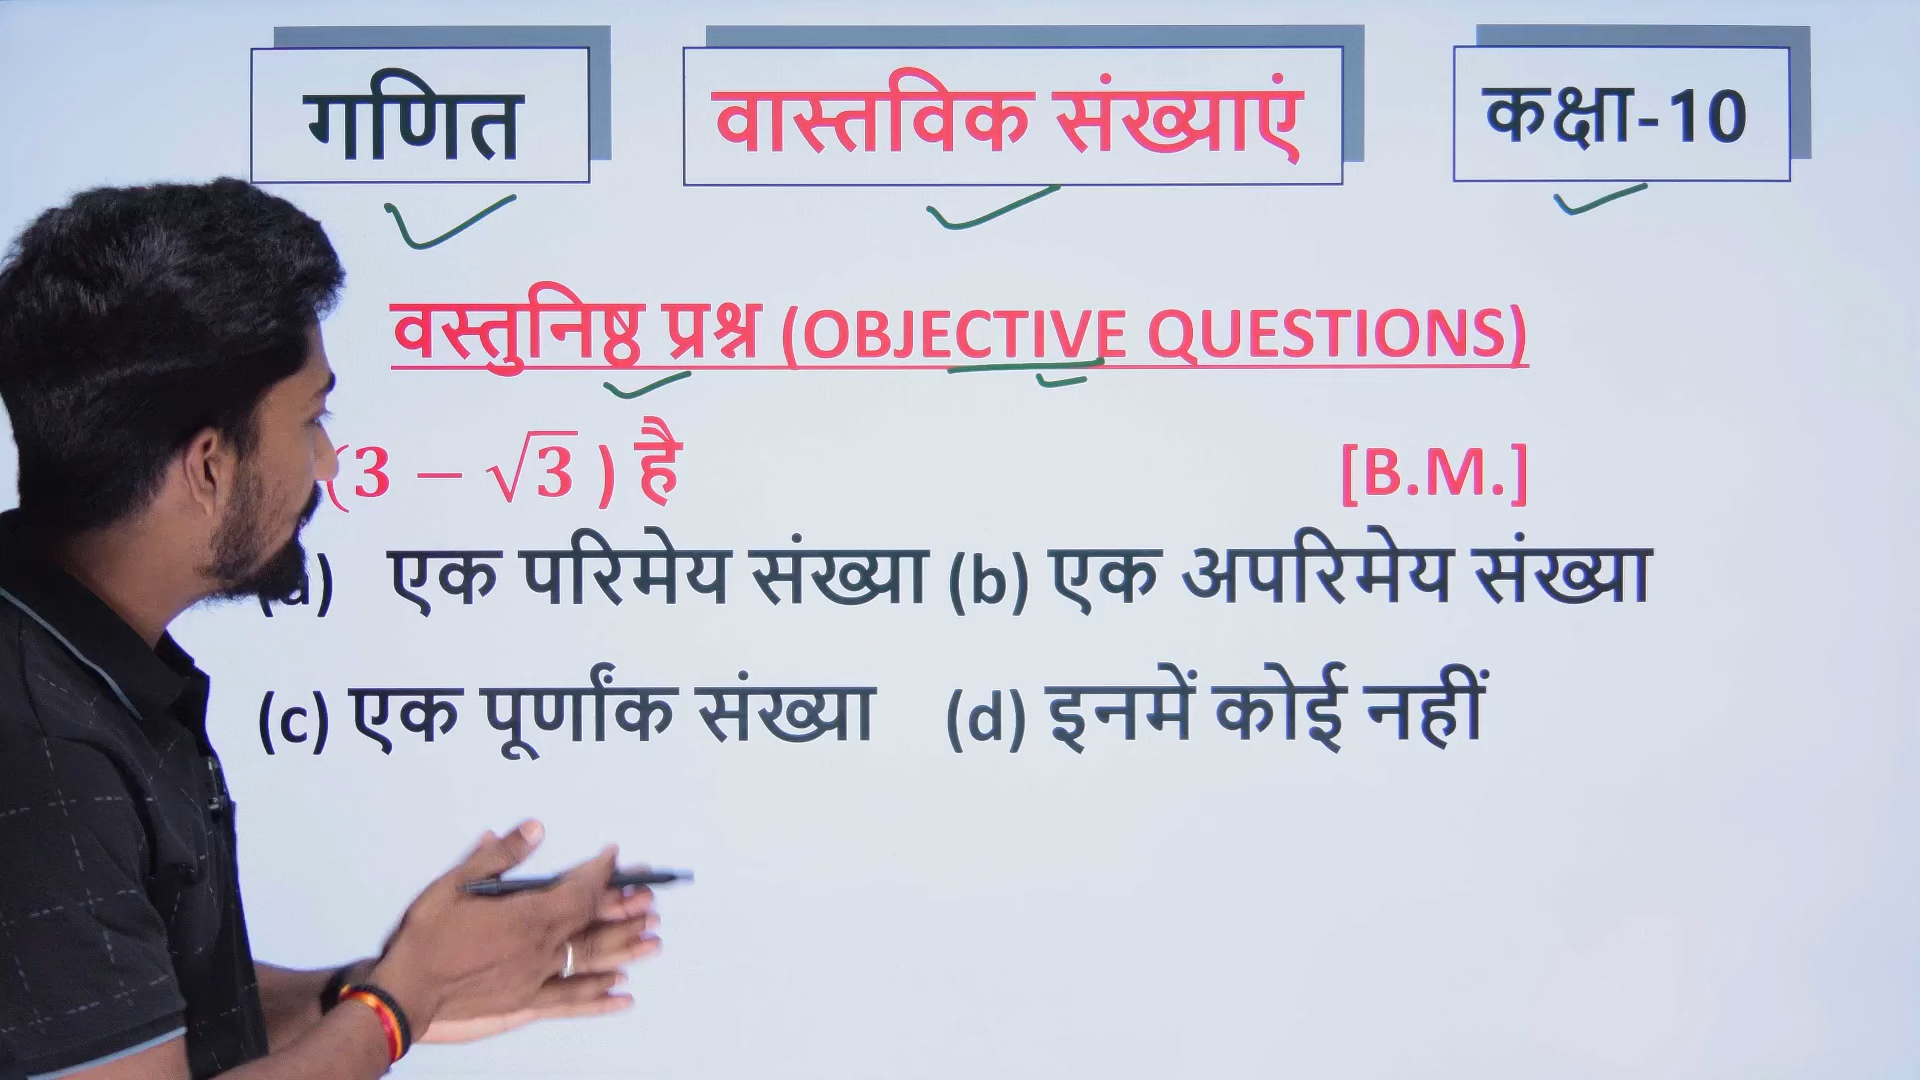 गणित
वास्तविक संख्याएं
कक्षा-10
वस्तुनिष्ठ प्रश्न (OBJECTIVE QUESTIONS)
(3 − √3 ) है [B.M.]
(a) एक परिमेय संख्या (b) एक अपरिमेय संख्या
(c) एक पूर्णांक संख्या (d) इनमें कोई नहीं